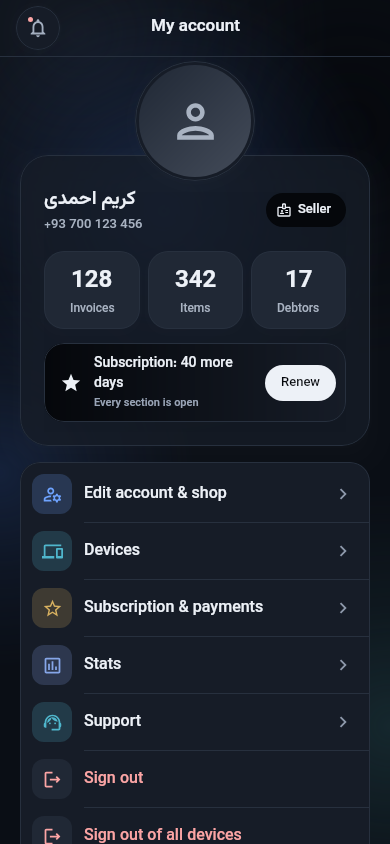 My account
کریم احمدی
+93 700 123 456
Seller
128
Invoices
342
Items
17
Debtors
Subscription: 40 more
days
Every section is open
Renew
Edit account & shop
Devices
Subscription & payments
Stats
Support
Sign out
Sign out of all devices